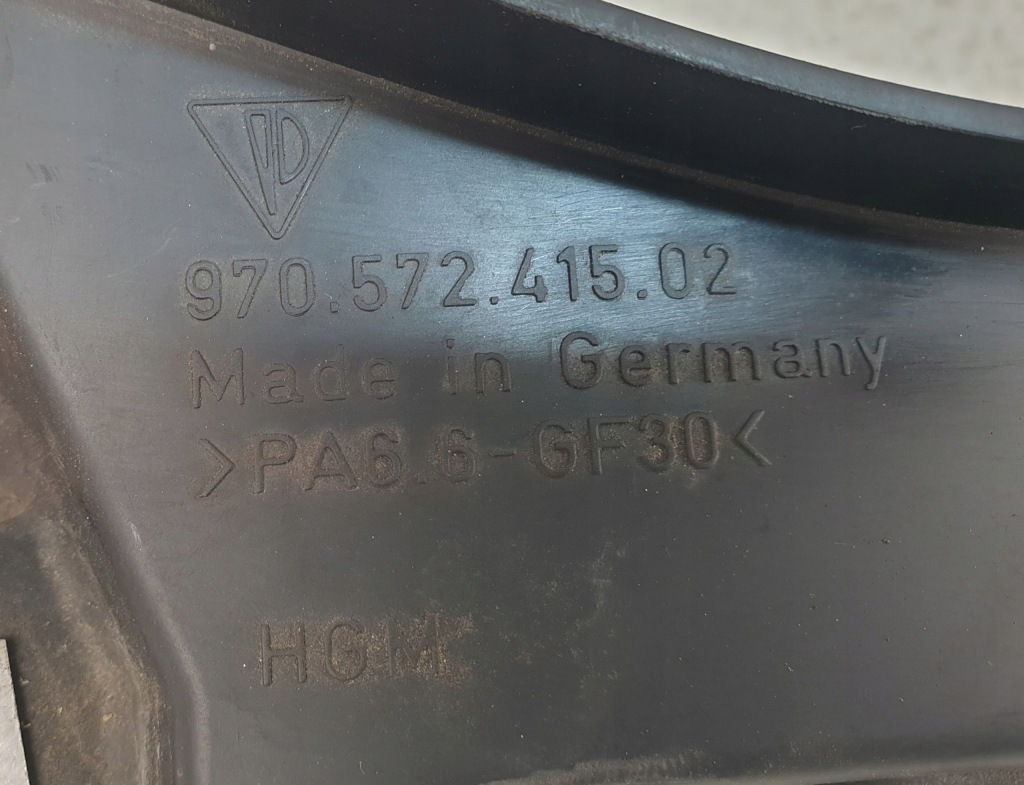 970.572.415.02
Made in Germany
>PA6.6-GF30<
HGM